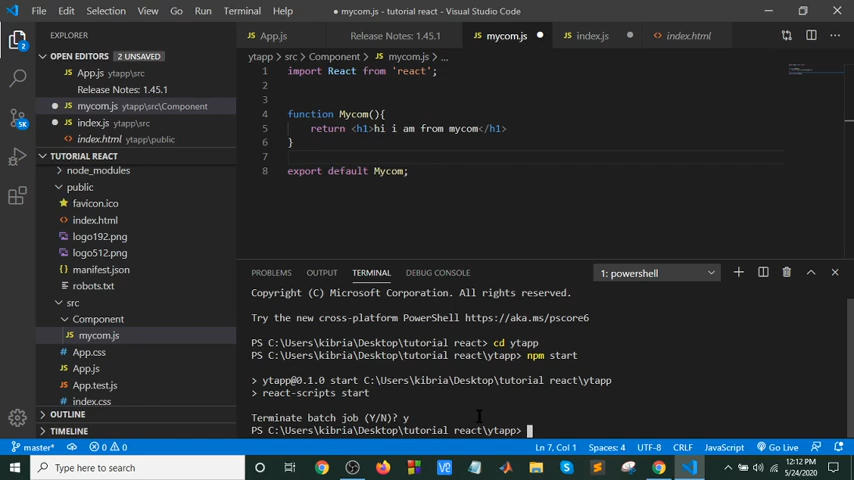 File Edit Selection View Go Run Terminal Help
● mycom.js - tutorial react - Visual Studio Code
EXPLORER
App.js
Release Notes: 1.45.1
mycom.js
index.js
index.html
OPEN EDITORS 2 UNSAVED
App.js ytapp\src
Release Notes: 1.45.1
mycom.js ytapp\src\Component
index.js ytapp\src
index.html ytapp\public
TUTORIAL REACT
node_modules
public
favicon.ico
index.html
logo192.png
logo512.png
manifest.json
robots.txt
src
Component
mycom.js
App.css
App.js
App.test.js
index.css
OUTLINE
TIMELINE
2
5K
ytapp > src > Component > mycom.js > ...
1 import React from 'react';
2
3
4 function Mycom(){
5 return <h1>hi i am from mycom</h1>
6 }
7
8 export default Mycom;
PROBLEMS OUTPUT TERMINAL DEBUG CONSOLE
1: powershell
Copyright (C) Microsoft Corporation. All rights reserved.
Try the new cross-platform PowerShell https://aka.ms/pscore6
PS C:\Users\kibria\Desktop\tutorial react> cd ytapp
PS C:\Users\kibria\Desktop\tutorial react\ytapp> npm start
> ytapp@0.1.0 start C:\Users\kibria\Desktop\tutorial react\ytapp
> react-scripts start
Terminate batch job (Y/N)? y
PS C:\Users\kibria\Desktop\tutorial react\ytapp>
master* 0 0
Ln 7, Col 1 Spaces: 4 UTF-8 CRLF JavaScript Go Live
Type here to search
12:12 PM
5/24/2020